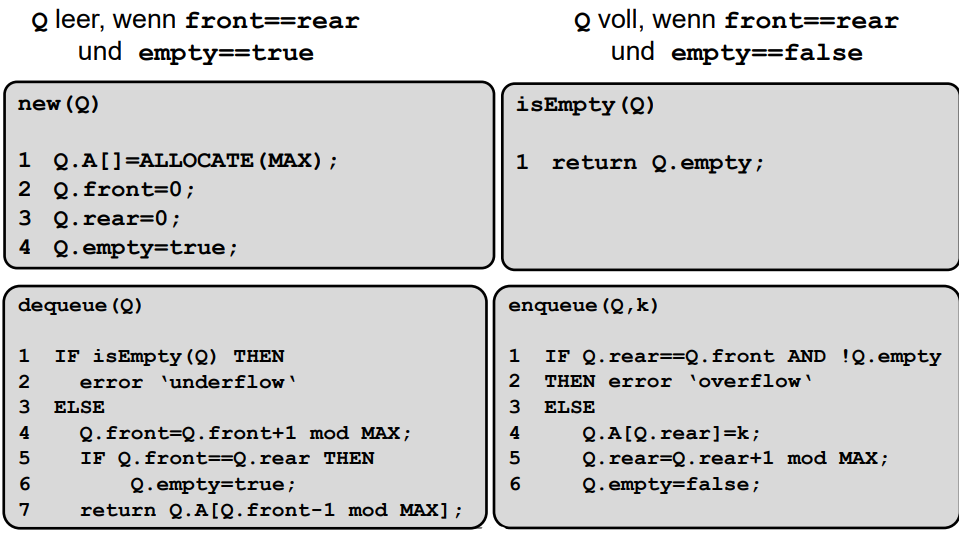 Q leer, wenn front==rear
und empty==true
Q voll, wenn front==rear
und empty==false
new(Q)
1 Q.A[]=ALLOCATE(MAX);
2 Q.front=0;
3 Q.rear=0;
4 Q.empty=true;
isEmpty(Q)
1 return Q.empty;
dequeue(Q)
1 IF isEmpty(Q) THEN
2 error ‛underflow‛
3 ELSE
4 Q.front=Q.front+1 mod MAX;
5 IF Q.front==Q.rear THEN
6 Q.empty=true;
7 return Q.A[Q.front-1 mod MAX];
enqueue(Q,k)
1 IF Q.rear==Q.front AND !Q.empty
2 THEN error ‛overflow‛
3 ELSE
4 Q.A[Q.rear]=k;
5 Q.rear=Q.rear+1 mod MAX;
6 Q.empty=false;